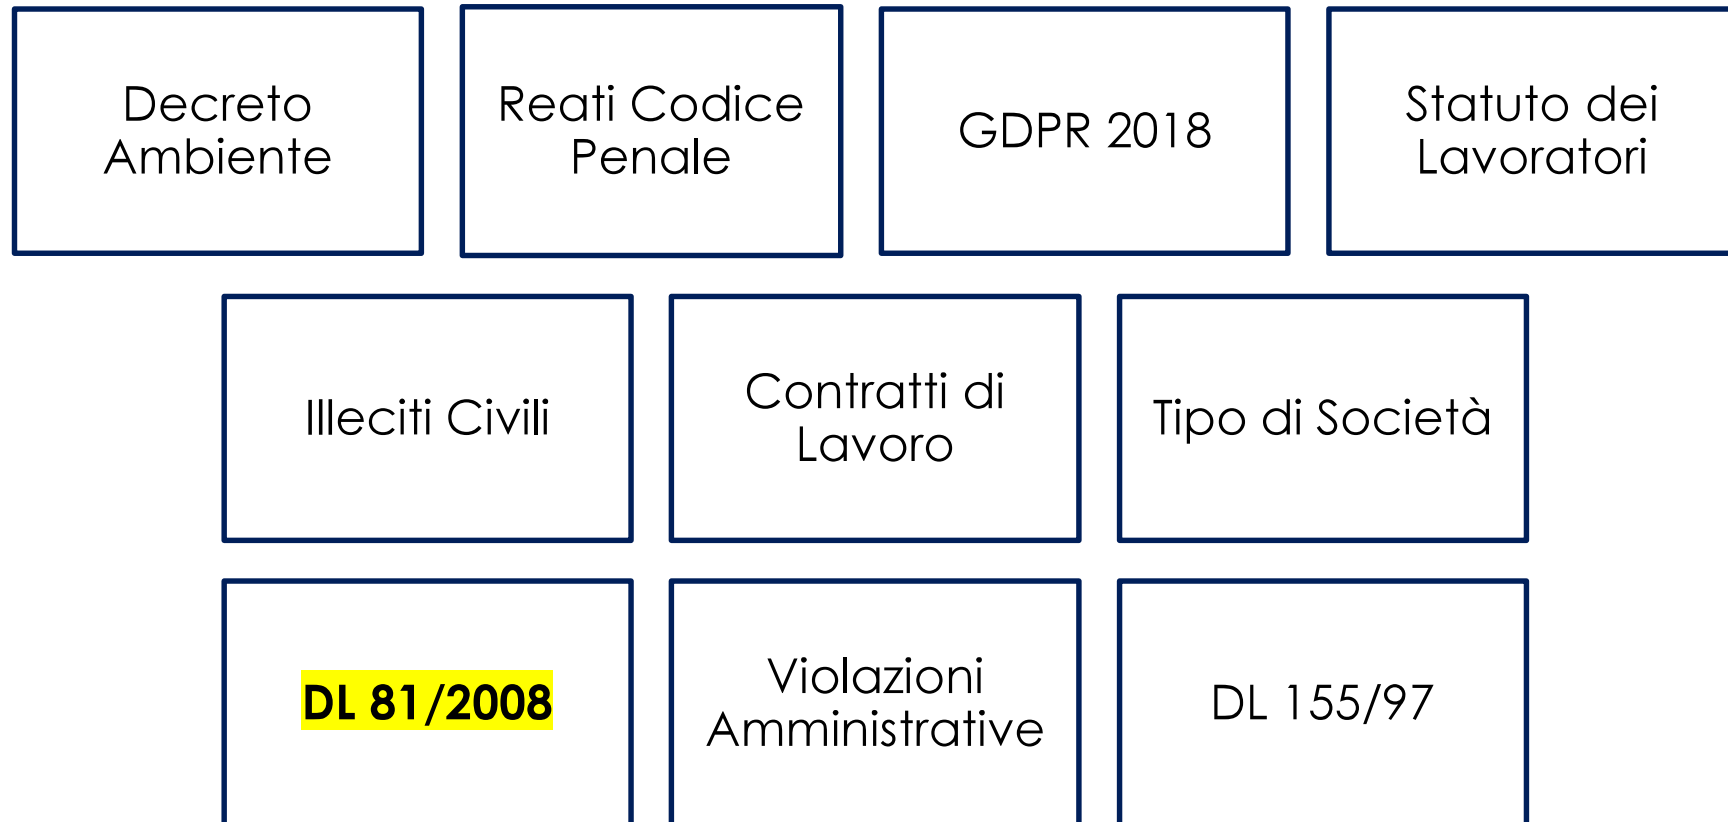 Decreto
Ambiente
Reati Codice
Penale
GDPR 2018
Statuto dei
Lavoratori
Illeciti Civili
Contratti di
Lavoro
Tipo di Società
DL 81/2008
Violazioni
Amministrative
DL 155/97